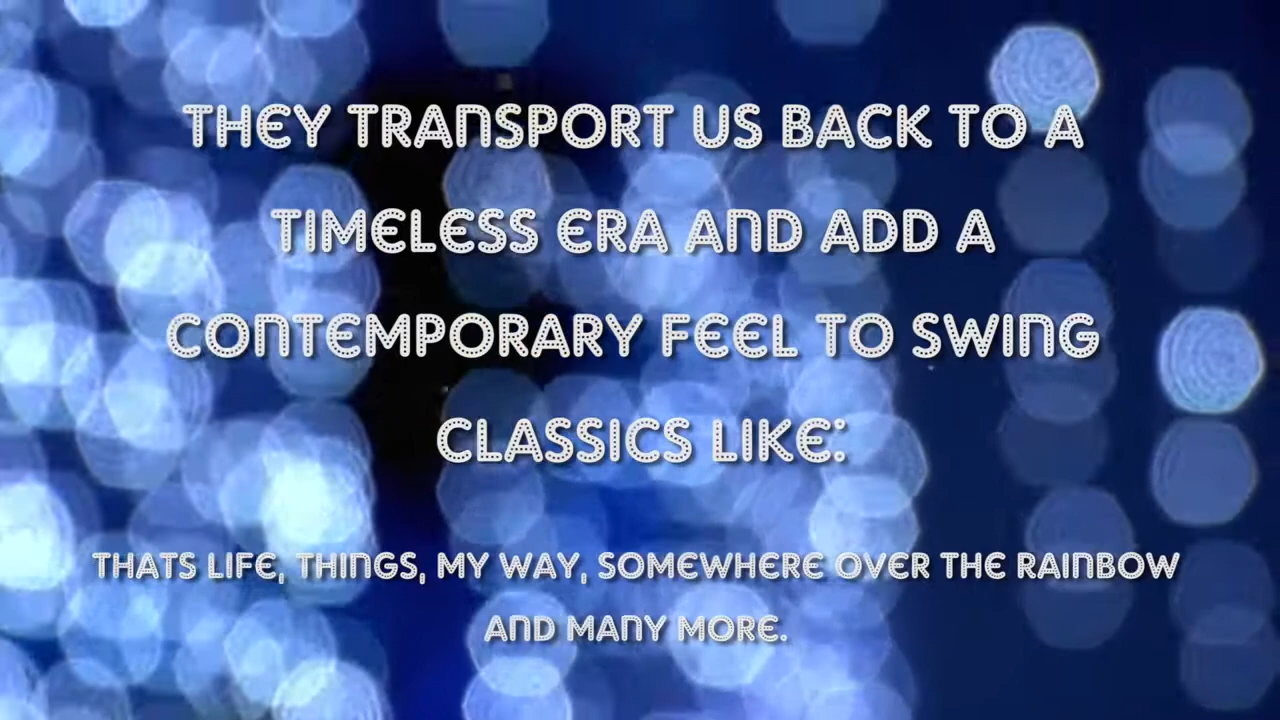 THEY TRANSPORT US BACK TO A
TIMELESS ERA AND ADD A
CONTEMPORARY FEEL TO SWING
CLASSICS LIKE:
THATS LIFE, THINGS, MY WAY, SOMEWHERE OVER THE RAINBOW
AND MANY MORE.